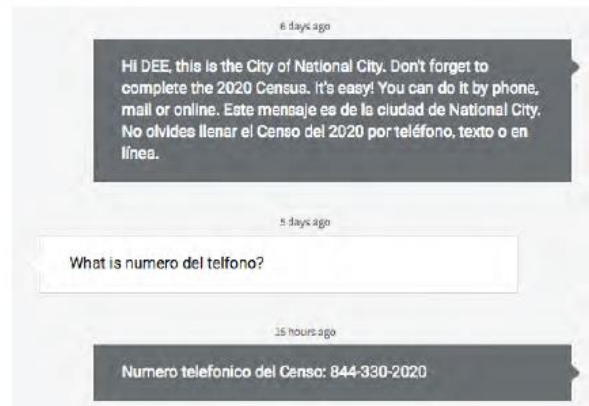 6 days ago
Hi DEE, this is the City of National City. Don't forget to
complete the 2020 Census. It's easy! You can do it by phone,
mail or online. Este mensaje es de la ciudad de National City.
No olvides llenar el Censo del 2020 por teléfono, texto o en
línea.
5 days ago
What is numero del telfono?
15 hours ago
Numero telefonico del Censo: 844-330-2020